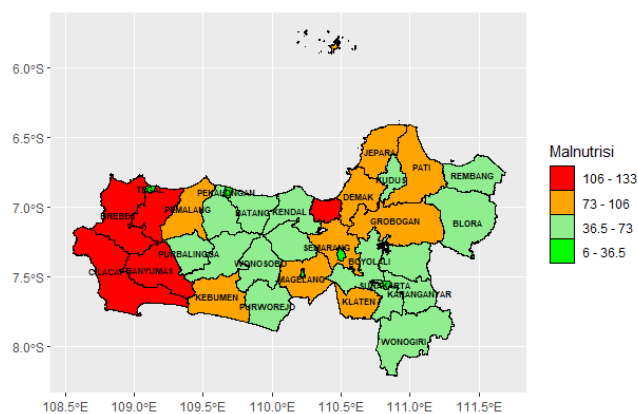 Malnutrisi
106 - 133
73 - 106
36.5 - 73
6 - 36.5
6.0°S
6.5°S
7.0°S
7.5°S
8.0°S
JEPARA
PATI
KUDUS
REMBANG
TEGAL
PEKALONGAN
BREBES
PEMALANG
BATANG
KENDAL
DEMAK
GROBOGAN
BLORA
SEMARANG
PURBALINGGA
WONOSOBO
BOYOLALI
CILACAP
BANYUMAS
MAGELANG
SURAKARTA
KEBUMEN
PURWOREJO
KLATEN
KARANGANYAR
WONOGIRI
108.5°E
109.0°E
109.5°E
110.0°E
110.5°E
111.0°E
111.5°E